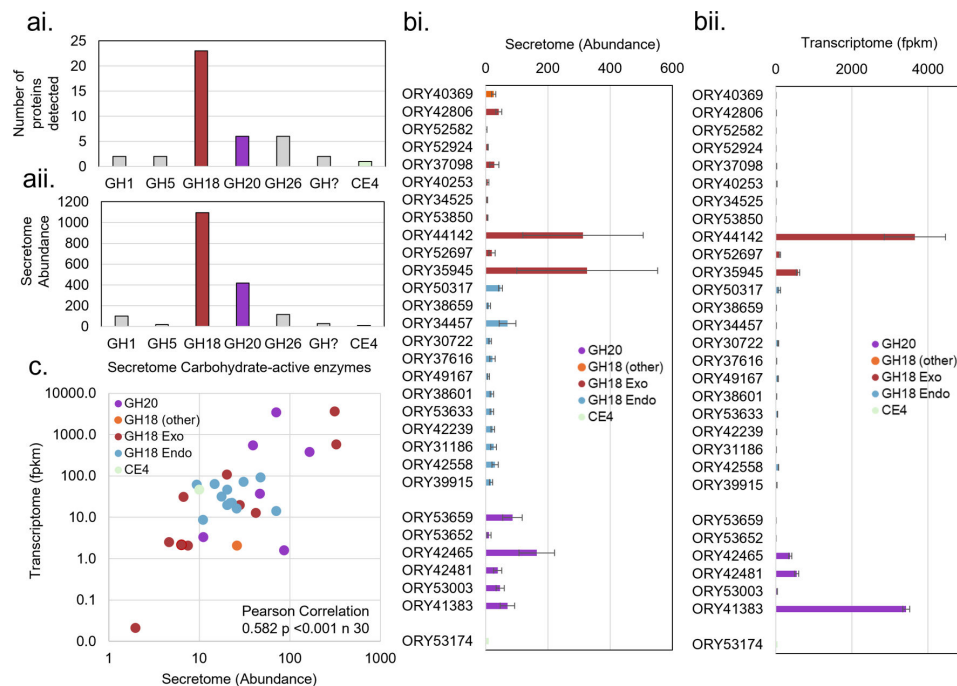 ai.
Number of
proteins
detected
25
20
15
10
5
0
GH1 GH5 GH18 GH20 GH26 GH? CE4
aii.
Secretome
Abundance
1200
1000
800
600
400
200
0
GH1 GH5 GH18 GH20 GH26 GH? CE4
Secretome Carbohydrate-active enzymes
c.
Transcriptome (fpkm)
10000.0
1000.0
100.0
10.0
1.0
0.1
0.0
GH20
GH18 (other)
GH18 Exo
GH18 Endo
CE4
Pearson Correlation
0.582 p <0.001 n 30
1 10 100 1000
Secretome (Abundance)
bi.
Secretome (Abundance)
0 200 400 600
ORY40369
ORY42806
ORY52582
ORY52924
ORY37098
ORY40253
ORY34525
ORY53850
ORY44142
ORY52697
ORY35945
ORY50317
ORY38659
ORY34457
ORY30722
ORY37616
ORY49167
ORY38601
ORY53633
ORY42239
ORY31186
ORY42558
ORY39915
ORY53659
ORY53652
ORY42465
ORY42481
ORY53003
ORY41383
ORY53174
GH20
GH18 (other)
GH18 Exo
GH18 Endo
CE4
bii.
Transcriptome (fpkm)
0 2000 4000
ORY40369
ORY42806
ORY52582
ORY52924
ORY37098
ORY40253
ORY34525
ORY53850
ORY44142
ORY52697
ORY35945
ORY50317
ORY38659
ORY34457
ORY30722
ORY37616
ORY49167
ORY38601
ORY53633
ORY42239
ORY31186
ORY42558
ORY39915
ORY53659
ORY53652
ORY42465
ORY42481
ORY53003
ORY41383
ORY53174
GH20
GH18 (other)
GH18 Exo
GH18 Endo
CE4